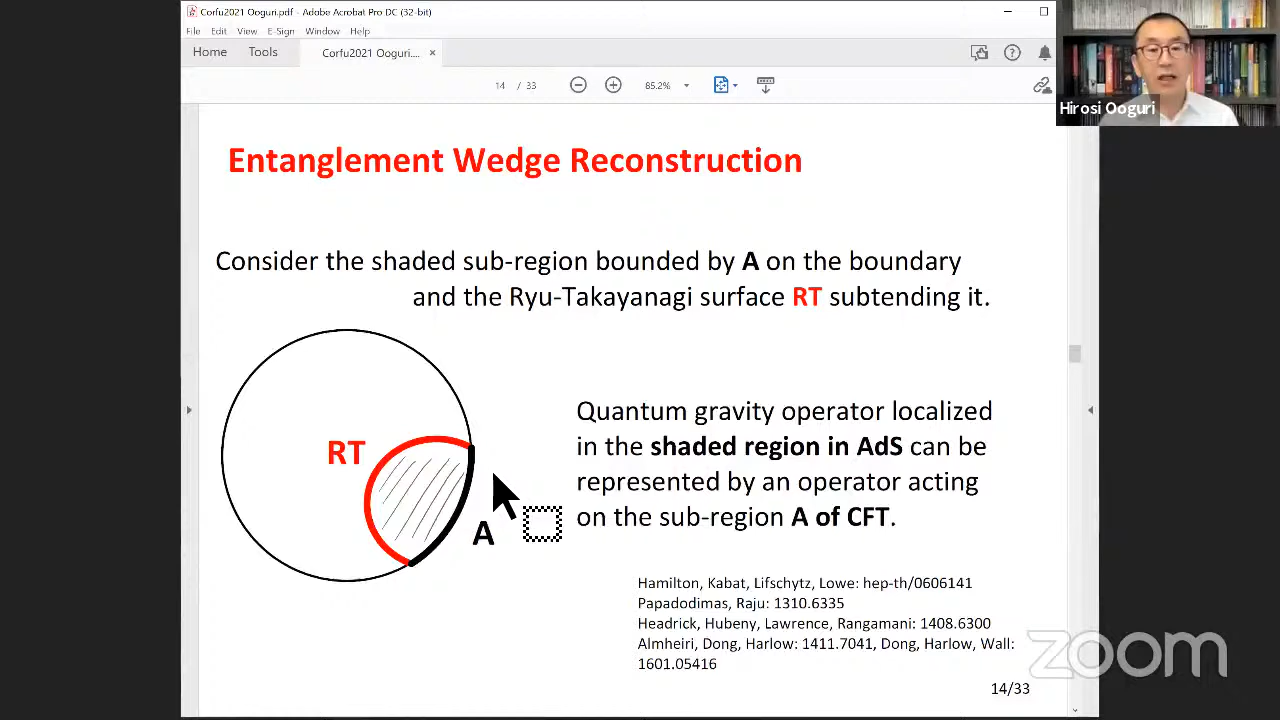 Corfu2021 Ooguri.pdf - Adobe Acrobat Pro DC (32-bit)
File Edit View E-Sign Window Help
Home Tools Corfu2021 Ooguri.... ×
14 / 33 85.2%
Hirosi Ooguri
Entanglement Wedge Reconstruction
Consider the shaded sub-region bounded by A on the boundary
and the Ryu-Takayanagi surface RT subtending it.
RT
A
Quantum gravity operator localized
in the shaded region in AdS can be
represented by an operator acting
on the sub-region A of CFT.
Hamilton, Kabat, Lifschytz, Lowe: hep-th/0606141
Papadodimas, Raju: 1310.6335
Headrick, Hubeny, Lawrence, Rangamani: 1408.6300
Almheiri, Dong, Harlow: 1411.7041, Dong, Harlow, Wall:
1601.05416
zoom
14/33